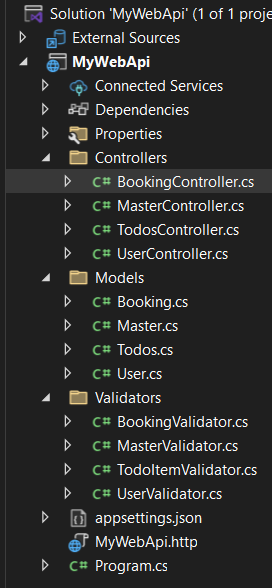 Solution 'MyWebApi' (1 of 1 proje
External Sources
MyWebApi
Connected Services
Dependencies
Properties
Controllers
C# BookingController.cs
C# MasterController.cs
C# TodosController.cs
C# UserController.cs
Models
C# Booking.cs
C# Master.cs
C# Todos.cs
C# User.cs
Validators
C# BookingValidator.cs
C# MasterValidator.cs
C# TodoItemValidator.cs
C# UserValidator.cs
appsettings.json
MyWebApi.http
C# Program.cs